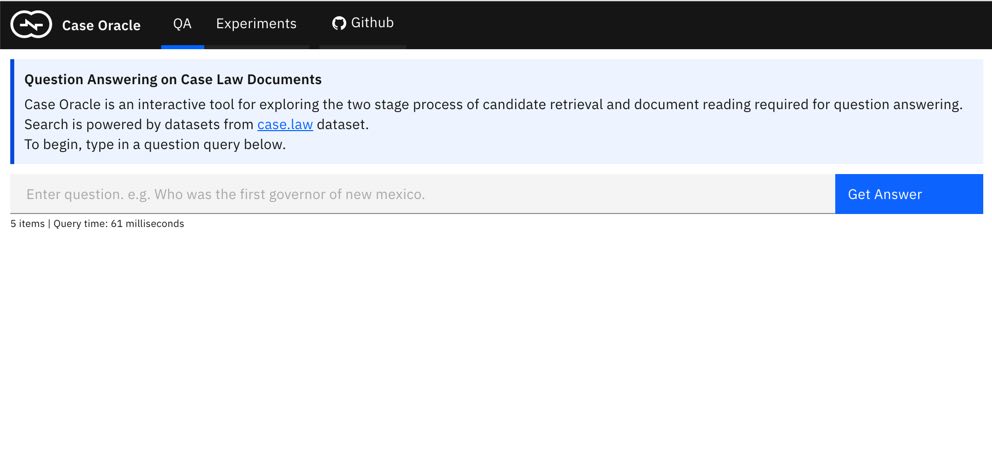 Case Oracle QA Experiments Github
Question Answering on Case Law Documents
Case Oracle is an interactive tool for exploring the two stage process of candidate retrieval and document reading required for question answering.
Search is powered by datasets from case.law dataset.
To begin, type in a question query below.
Enter question. e.g. Who was the first governor of new mexico. Get Answer
5 items | Query time: 61 milliseconds